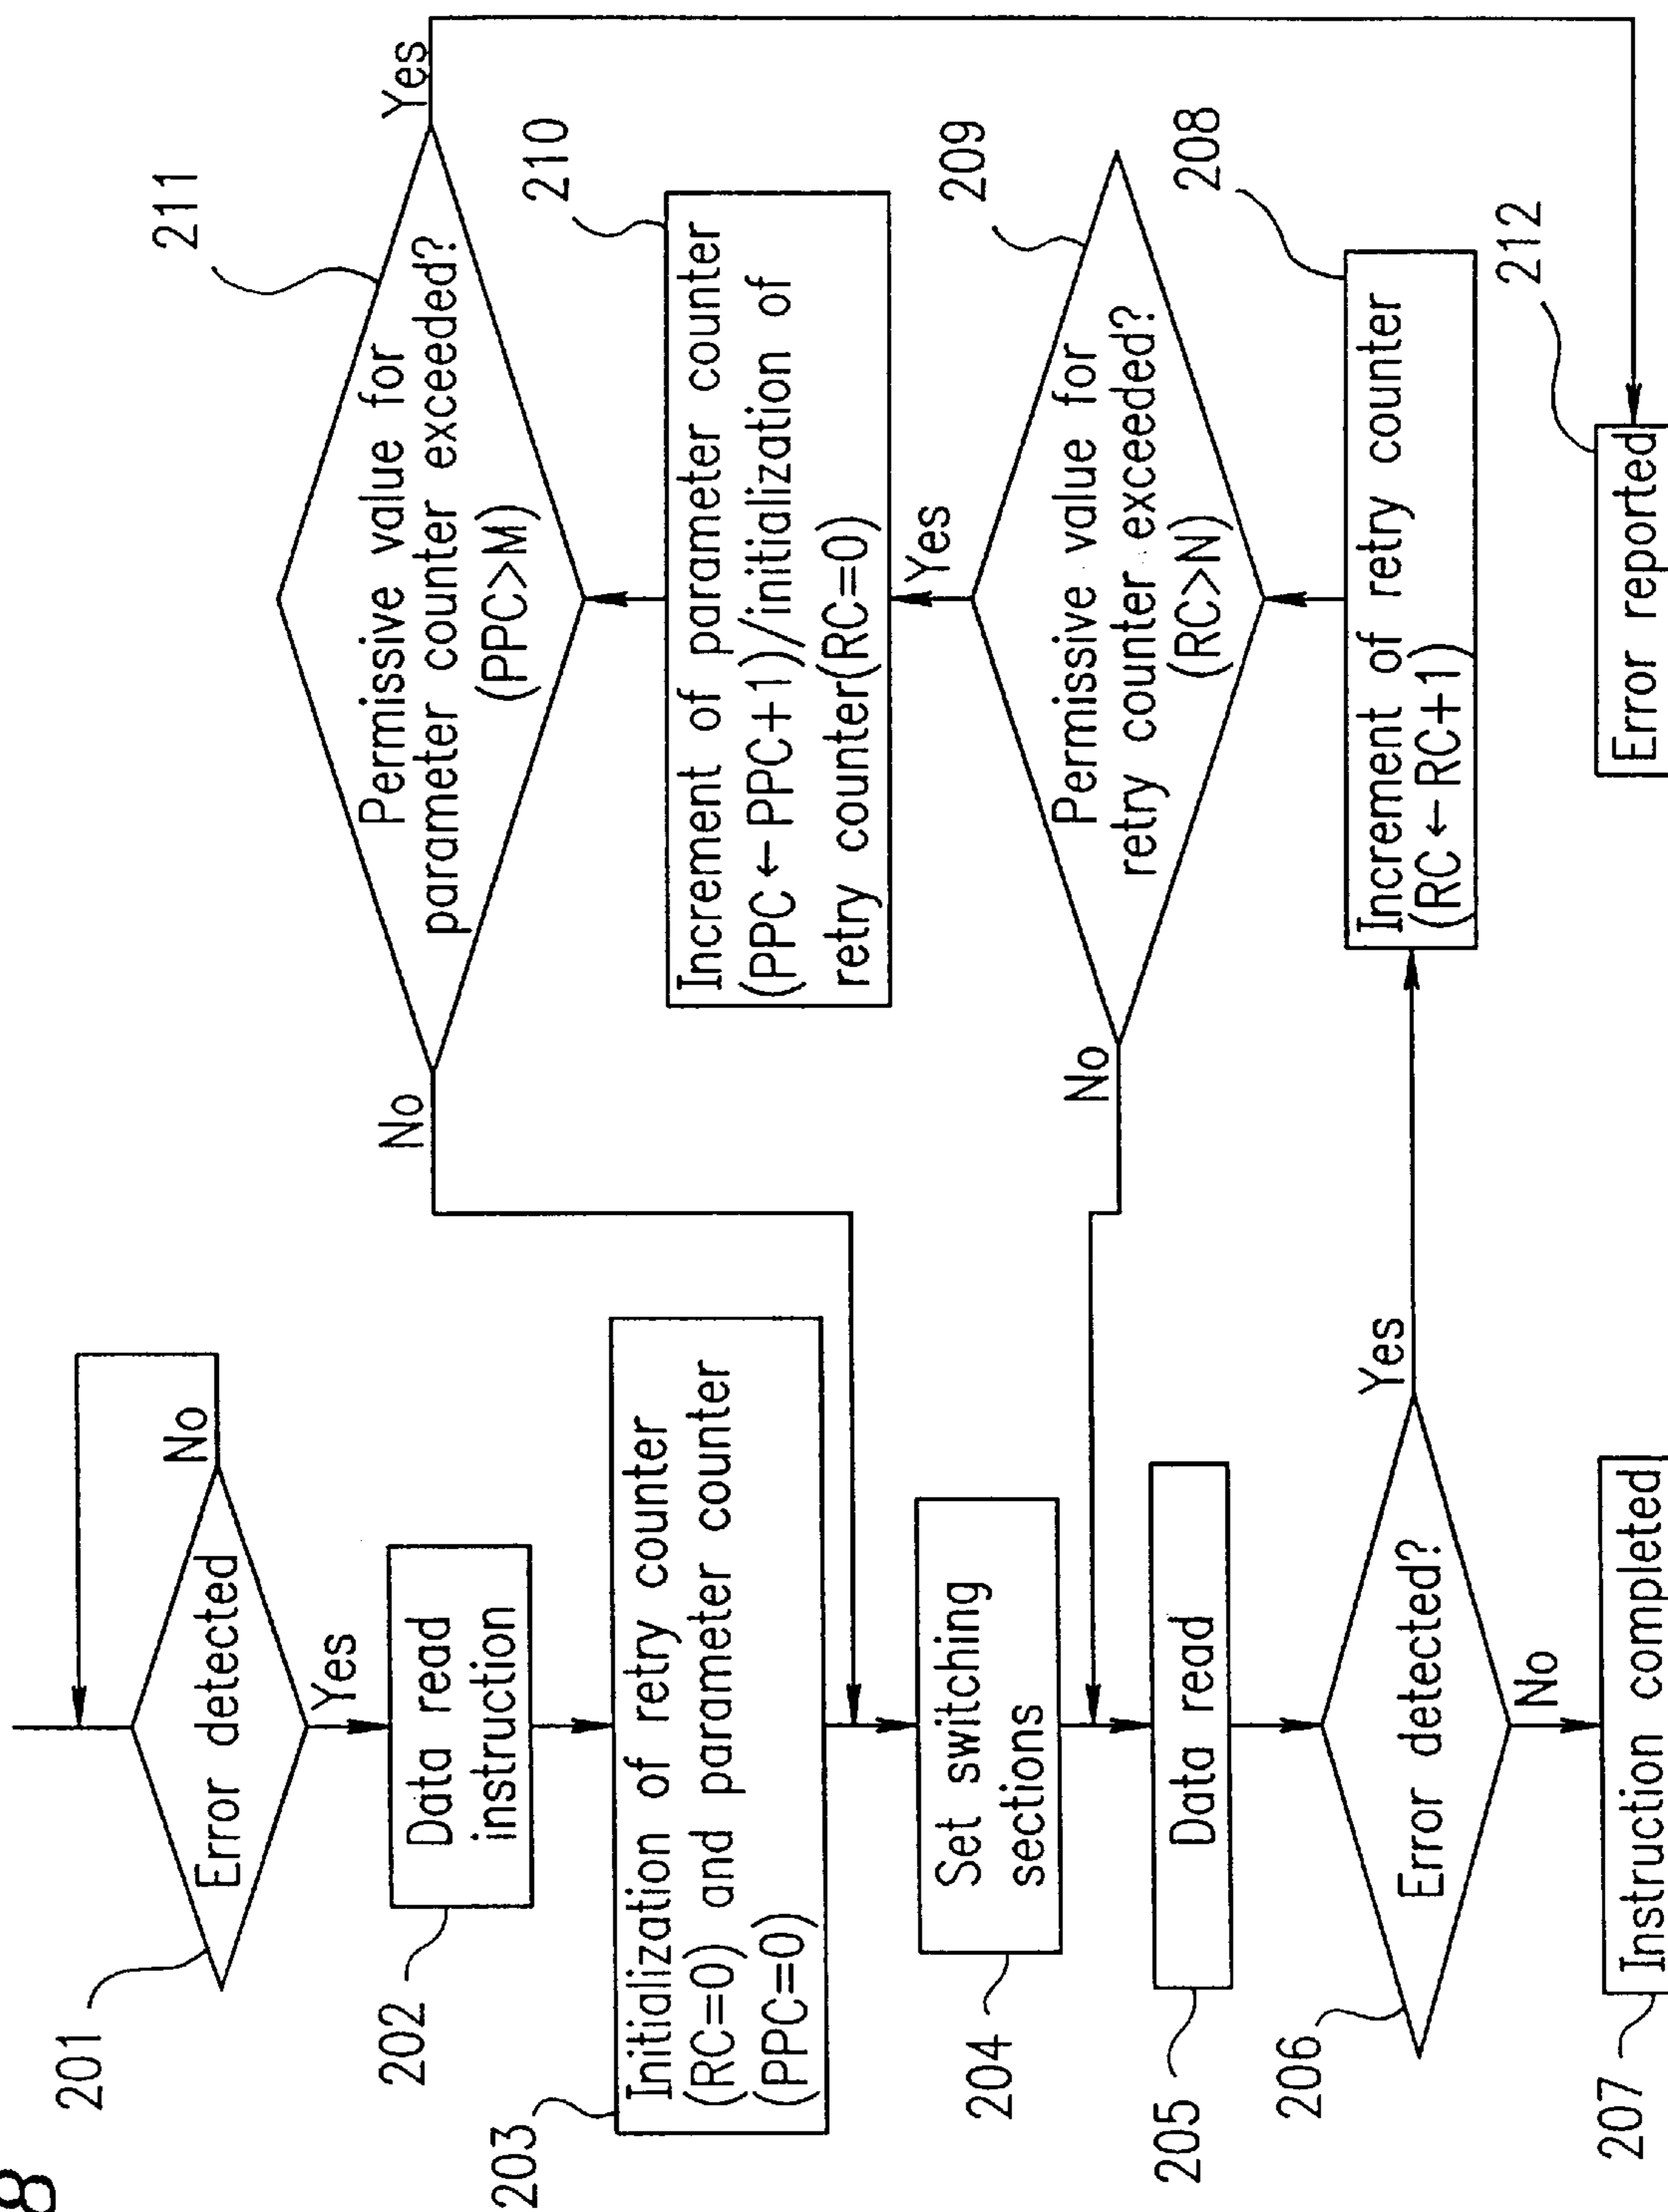 8
201
Error detected
No
Yes
202
Data read
instruction
203
Initialization of retry counter
(RC=0) and parameter counter
(PPC=0)
204
Set switching
sections
205
Data read
206
Error detected?
Yes
No
207
Instruction completed
211
Permissive value for
parameter counter exceeded?
(PPC>M)
Yes
No
210
Increment of parameter counter
(PPC←PPC+1)/initialization of
retry counter(RC=0)
Yes
209
Permissive value for
retry counter exceeded?
(RC>N)
No
208
Increment of retry counter
(RC←RC+1)
212
Error reported